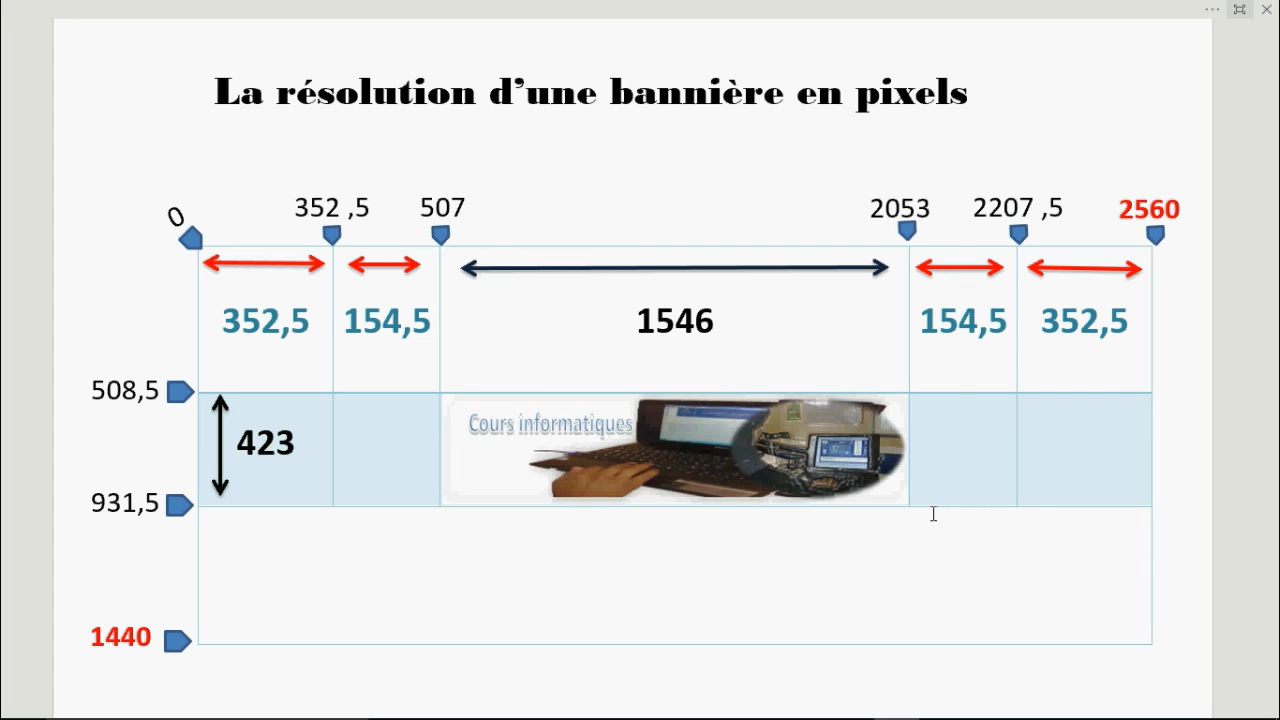 La résolution d’une bannière en pixels
0 352 ,5 507 2053 2207 ,5 2560
352,5 154,5 1546 154,5 352,5
508,5
Cours informatiques
423
931,5
1440